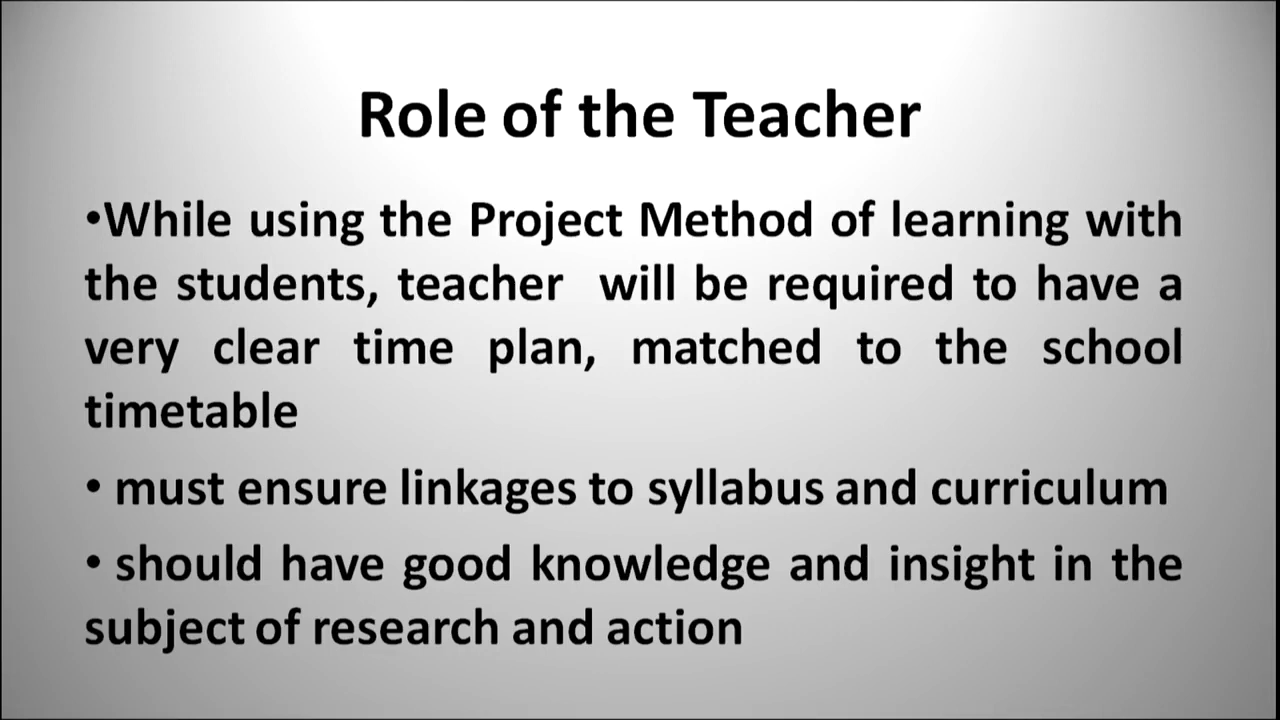 Role of the Teacher
•While using the Project Method of learning with
the students, teacher will be required to have a
very clear time plan, matched to the school
timetable
• must ensure linkages to syllabus and curriculum
• should have good knowledge and insight in the
subject of research and action